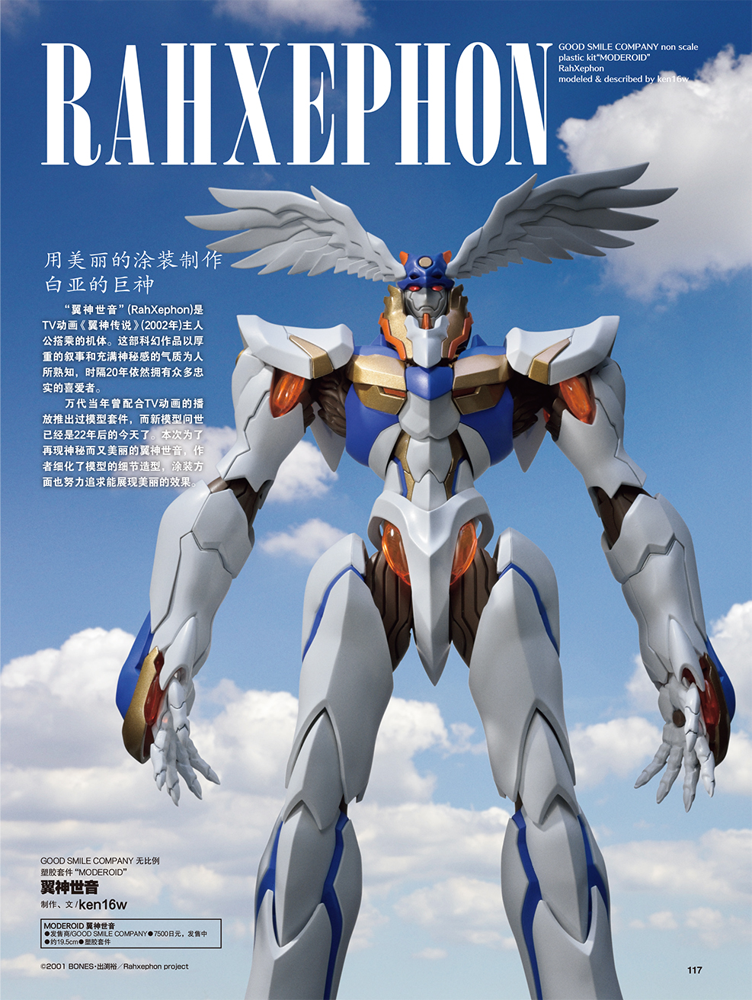 RAHXEPHON
GOOD SMILE COMPANY non scale
plastic kit“MODEROID”
RahXephon
modeled & described by ken16w
用美丽的涂装制作
白亚的巨神
“翼神世音”(RahXephon)是
TV动画《翼神传说》(2002年)主人
公搭乘的机体。这部科幻作品以厚
重的叙事和充满神秘感的气质为人
所熟知，时隔20年依然拥有众多忠
实的喜爱者。
万代当年曾配合TV动画的播
放推出过模型套件，而新模型问世
已经是22年后的今天了。本次为了
再现神秘而又美丽的翼神世音，作
者细化了模型的细节造型，涂装方
面也努力追求能展现美丽的效果。
GOOD SMILE COMPANY 无比例
塑胶套件“MODEROID”
翼神世音
制作、文/ken16w
MODEROID 翼神世音
●发售商/GOOD SMILE COMPANY●7500日元，发售中
●约19.5cm●塑胶套件
©2001 BONES･出渕裕／Rahxephon project
117